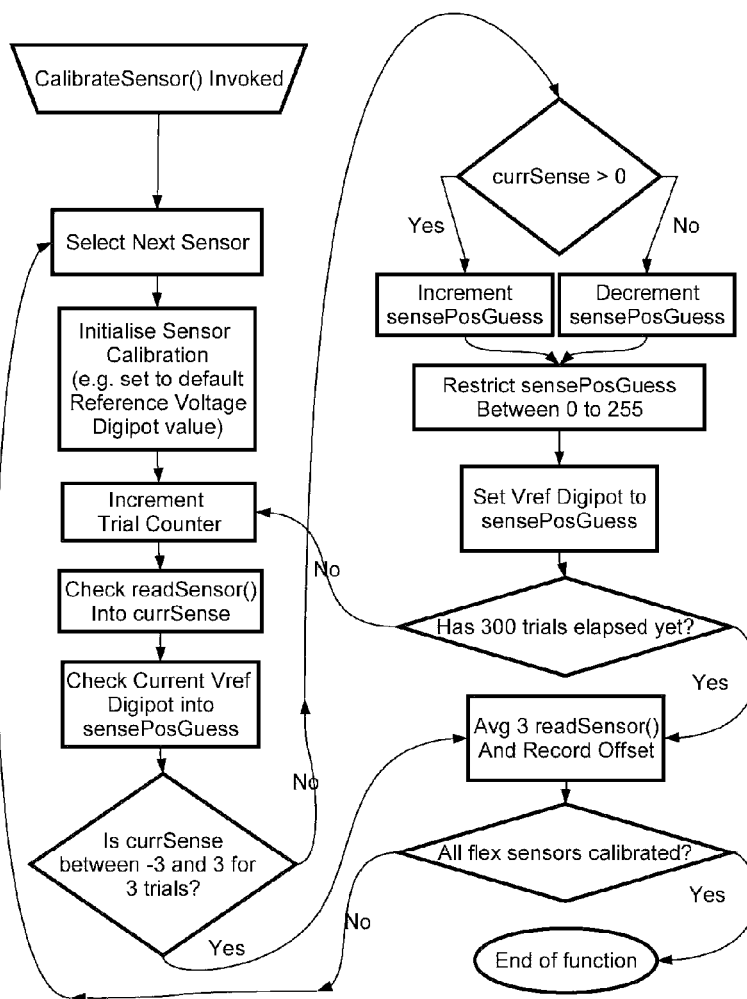 CalibrateSensor() Invoked
Select Next Sensor
Initialise Sensor
Calibration
(e.g. set to default
Reference Voltage
Digipot value)
Increment
Trial Counter
Check readSensor()
Into currSense
Check Current Vref
Digipot into
sensePosGuess
Is currSense
between -3 and 3 for
3 trials?
No
Yes
currSense > 0
Yes
No
Increment
sensePosGuess
Decrement
sensePosGuess
Restrict sensePosGuess
Between 0 to 255
Set Vref Digipot to
sensePosGuess
Has 300 trials elapsed yet?
No
Yes
Avg 3 readSensor()
And Record Offset
All flex sensors calibrated?
No
Yes
End of function